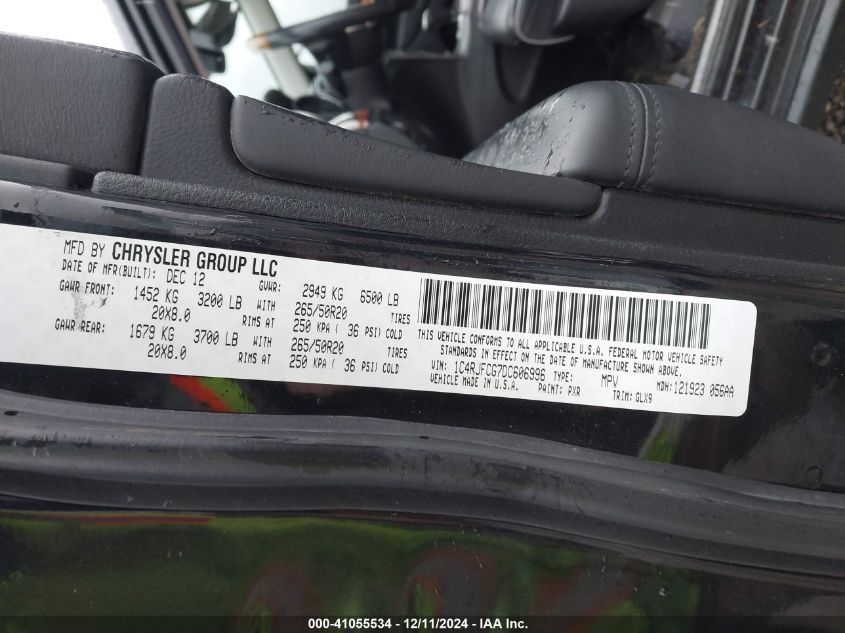 MFD BY CHRYSLER GROUP LLC
DATE OF MFR(BUILT): DEC 12 GVWR: 2949 KG 6500 LB
GAWR FRONT: 1452 KG 3200 LB WITH 265/50R20 TIRES
20X8.0 RIMS AT 250 KPA ( 36 PSI) COLD
GAWR REAR: 1679 KG 3700 LB WITH 265/50R20 TIRES
20X8.0 RIMS AT 250 KPA ( 36 PSI) COLD
THIS VEHICLE CONFORMS TO ALL APPLICABLE U.S.A. FEDERAL MOTOR VEHICLE SAFETY
STANDARDS IN EFFECT ON THE DATE OF MANUFACTURE SHOWN ABOVE.
VIN: 1C4RJFCG7DC606996 TYPE: MPV MDH: 121923 056AA
VEHICLE MADE IN U.S.A. PAINT: PXR TRIM: GLX9
000-41055534 - 12/11/2024 - IAAI.com